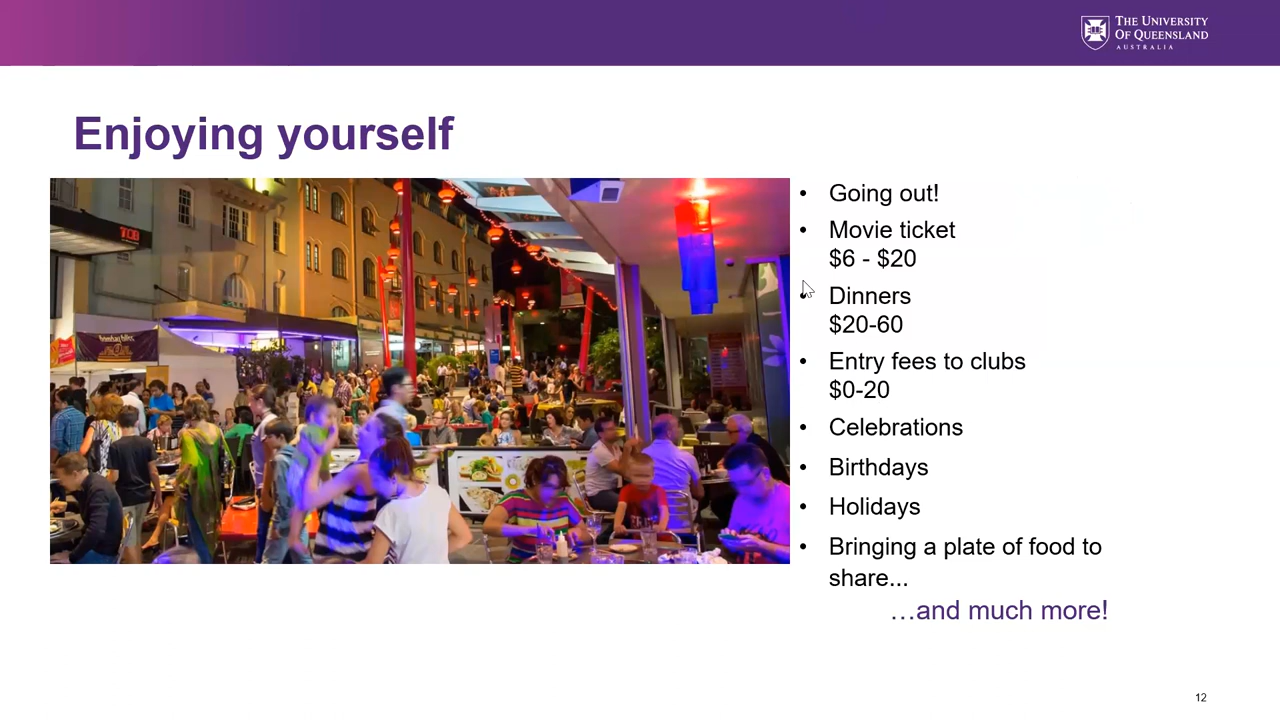 THE UNIVERSITY
OF QUEENSLAND
AUSTRALIA
Enjoying yourself
• Going out!
• Movie ticket
$6 - $20
• Dinners
$20-60
• Entry fees to clubs
$0-20
• Celebrations
• Birthdays
• Holidays
• Bringing a plate of food to
share...
…and much more!
12